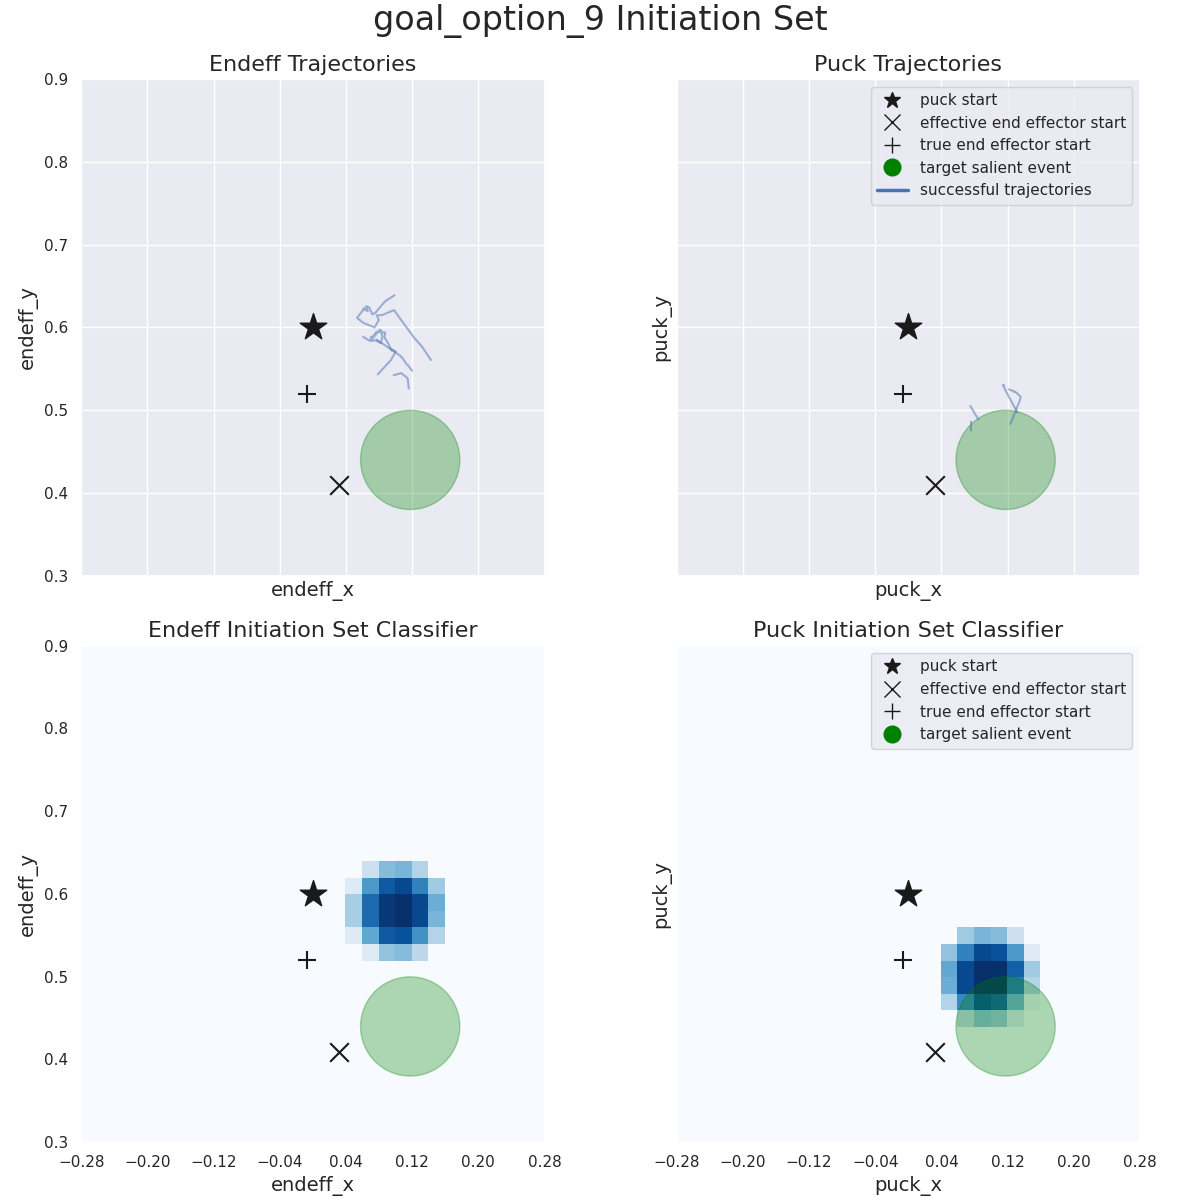 goal_option_9 Initiation Set
Endeff Trajectories
0.9
0.8
0.7
0.6
0.5
0.4
0.3
endeff_y
endeff_x
Puck Trajectories
puck start
effective end effector start
true end effector start
target salient event
successful trajectories
puck_y
puck_x
Endeff Initiation Set Classifier
0.9
0.8
0.7
0.6
0.5
0.4
0.3
endeff_y
−0.28 −0.20 −0.12 −0.04 0.04 0.12 0.20 0.28
endeff_x
Puck Initiation Set Classifier
puck start
effective end effector start
true end effector start
target salient event
puck_y
−0.28 −0.20 −0.12 −0.04 0.04 0.12 0.20 0.28
puck_x